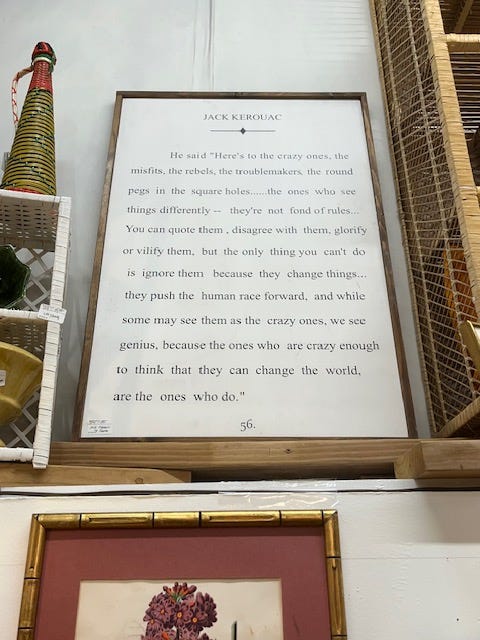 JACK KEROUAC
He said "Here's to the crazy ones, the
misfits, the rebels, the troublemakers, the round
pegs in the square holes......the ones who see
things differently -- they're not fond of rules...
You can quote them , disagree with them, glorify
or vilify them, but the only thing you can't do
is ignore them because they change things...
they push the human race forward, and while
some may see them as the crazy ones, we see
genius, because the ones who are crazy enough
to think that they can change the world,
are the ones who do."
56.